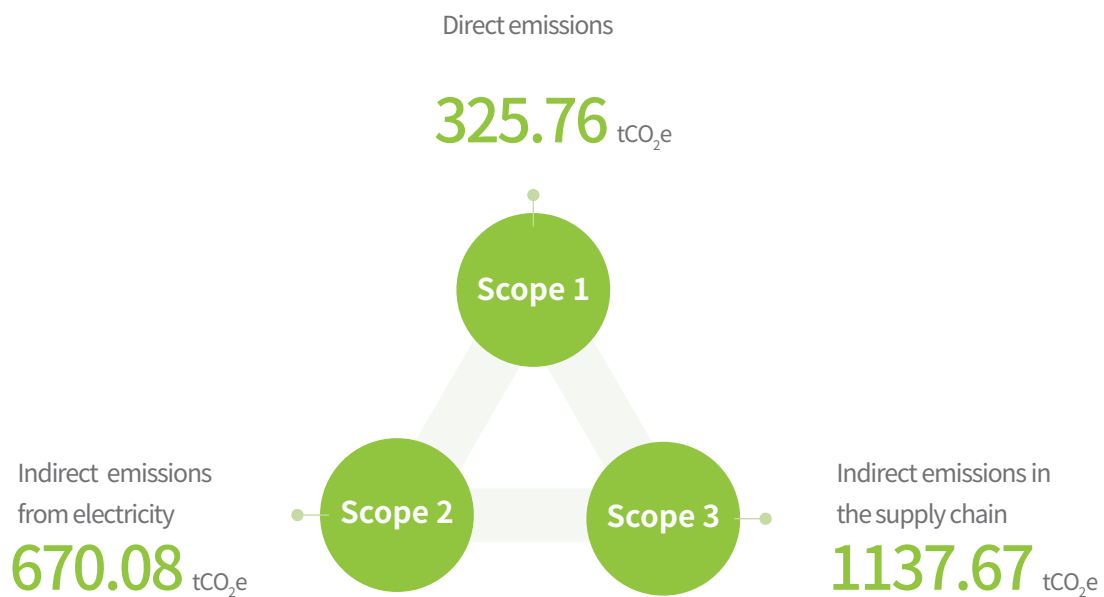 Direct emissions
325.76 tCO₂e
Scope 1
Indirect emissions
from electricity
670.08 tCO₂e
Scope 2
Scope 3
Indirect emissions in
the supply chain
1137.67 tCO₂e